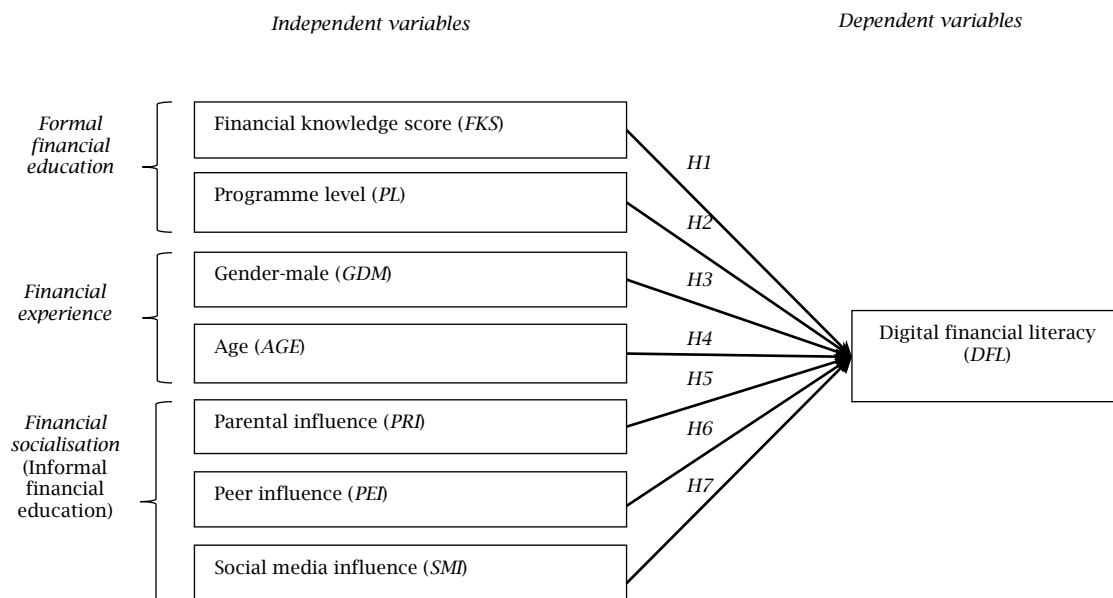 Independent variables
Dependent variables
Formal
financial
education
Financial knowledge score (FKS)
H1
Programme level (PL)
H2
Financial
experience
Gender-male (GDM)
H3
Age (AGE)
H4
Digital financial literacy
(DFL)
Financial
socialisation
(Informal
financial
education)
Parental influence (PRI)
H5
Peer influence (PEI)
H6
Social media influence (SMI)
H7